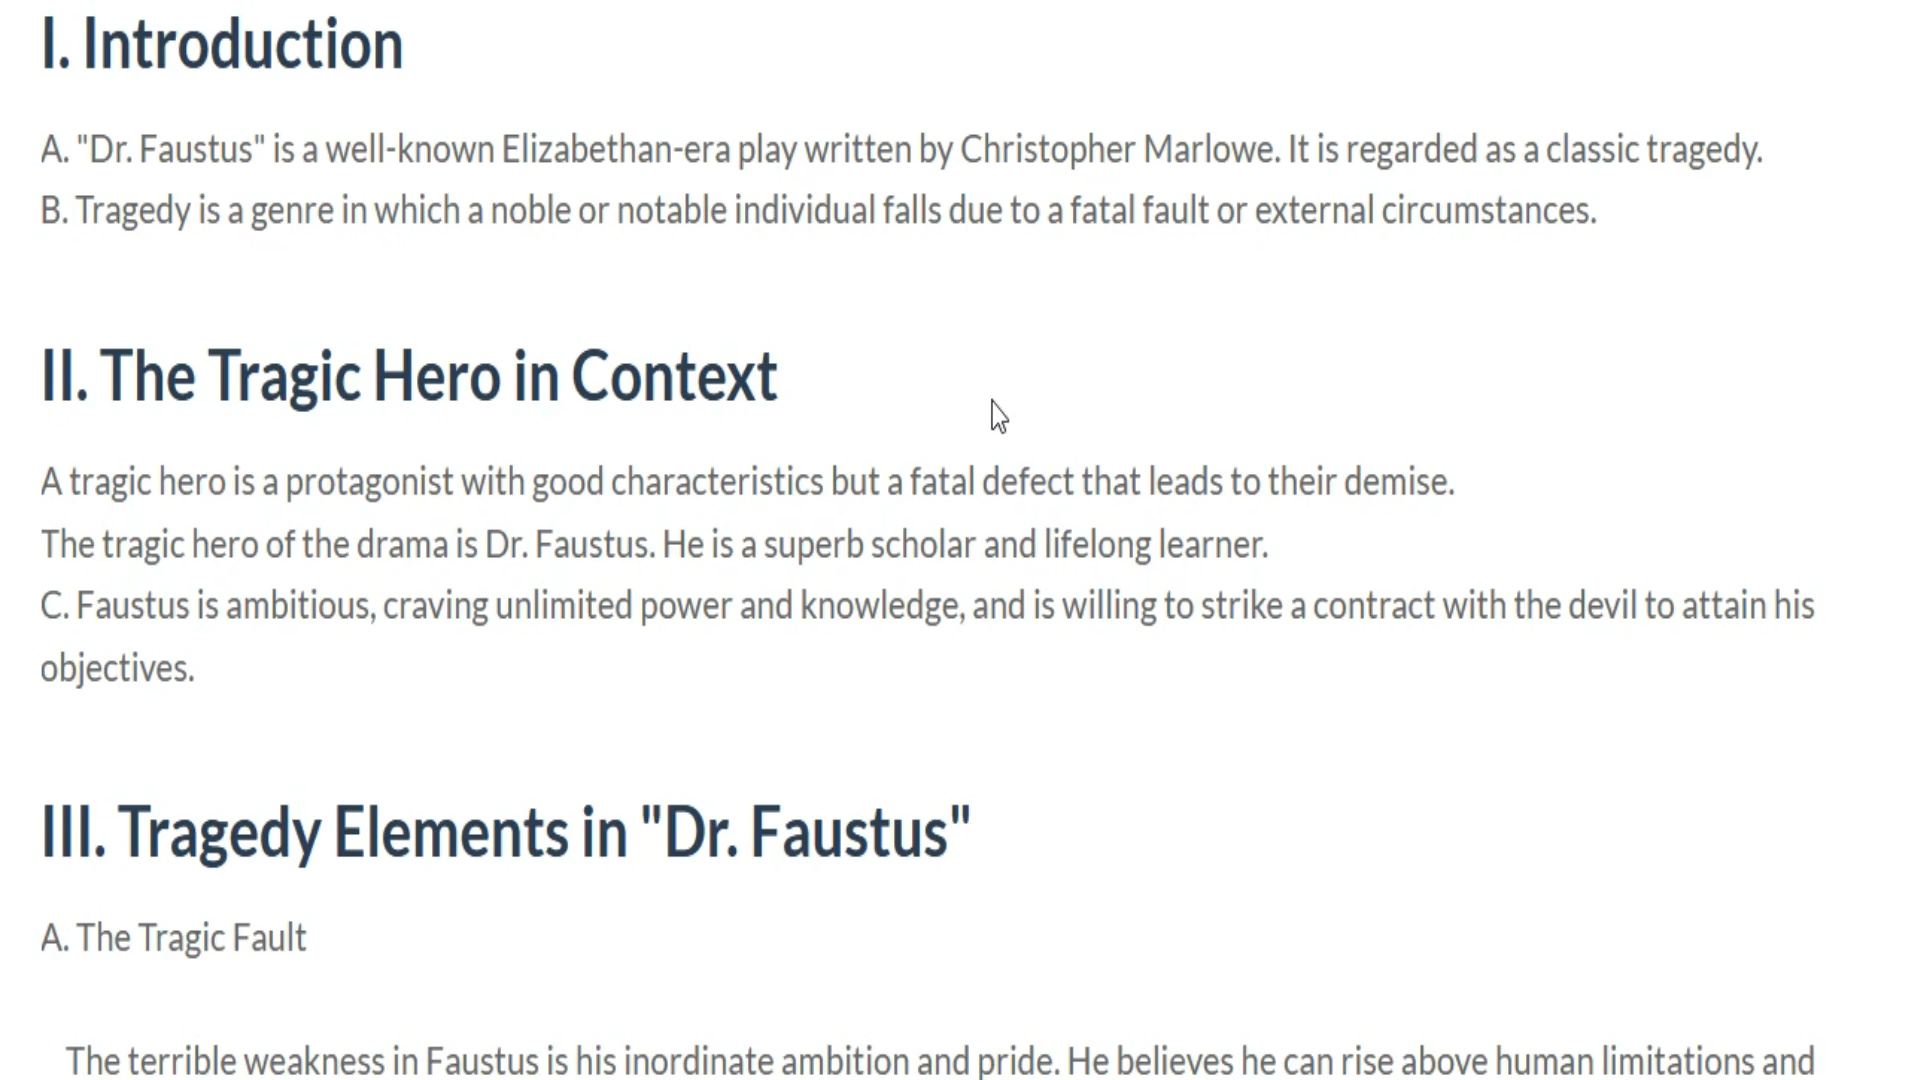 I. Introduction
A. "Dr. Faustus" is a well-known Elizabethan-era play written by Christopher Marlowe. It is regarded as a classic tragedy.
B. Tragedy is a genre in which a noble or notable individual falls due to a fatal fault or external circumstances.
II. The Tragic Hero in Context
A tragic hero is a protagonist with good characteristics but a fatal defect that leads to their demise.
The tragic hero of the drama is Dr. Faustus. He is a superb scholar and lifelong learner.
C. Faustus is ambitious, craving unlimited power and knowledge, and is willing to strike a contract with the devil to attain his
objectives.
III. Tragedy Elements in "Dr. Faustus"
A. The Tragic Fault
The terrible weakness in Faustus is his inordinate ambition and pride. He believes he can rise above human limitations and